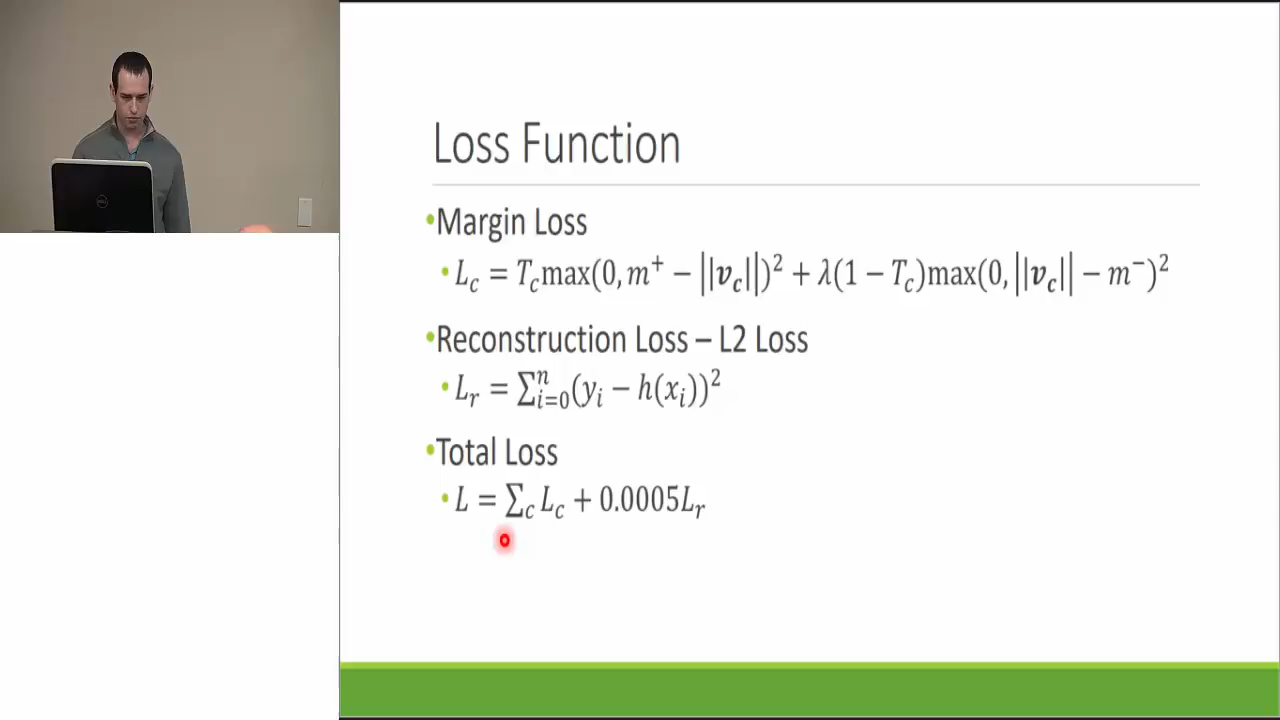 Loss Function
•Margin Loss
•L_c = T_c max(0, m⁺ − ||v_c||)² + λ(1 − T_c)max(0, ||v_c|| − m⁻)²
•Reconstruction Loss – L2 Loss
•L_r = ∑ⁿ_{i=0}(y_i − h(x_i))²
•Total Loss
•L = ∑_c L_c + 0.0005L_r